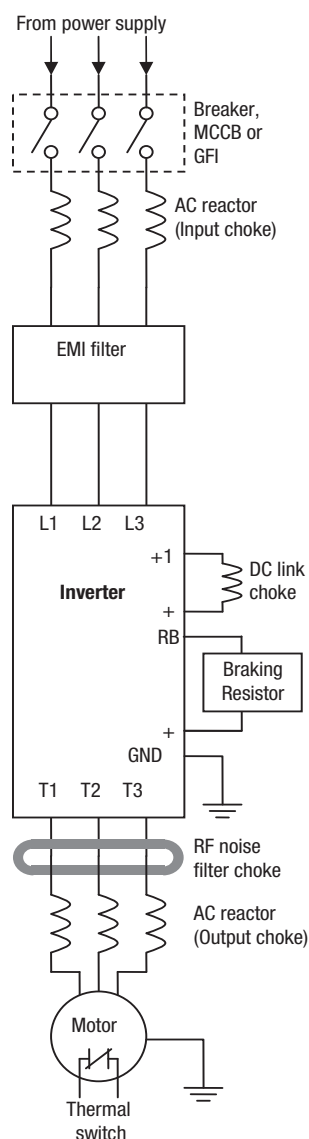 From power supply
Breaker,
MCCB or
GFI
AC reactor
(Input choke)
EMI filter
L1 L2 L3
+1
Inverter
DC link
choke
+
RB
Braking
Resistor
+
GND
T1 T2 T3
RF noise
filter choke
AC reactor
(Output choke)
Motor
Thermal
switch